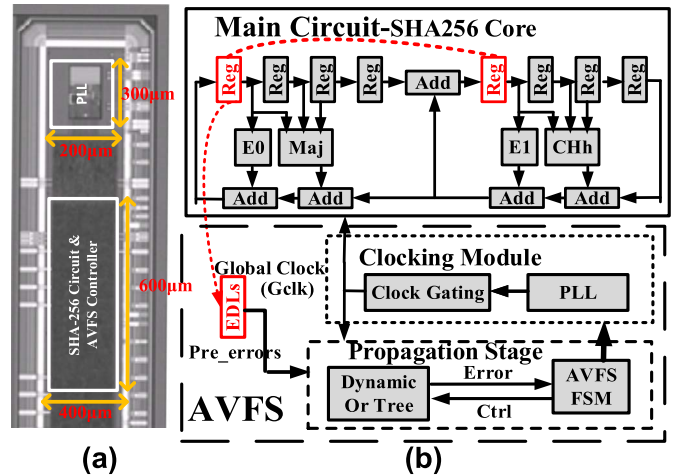 PLL
300μm
200μm
SHA-256 Circuit &
AVFS Controller
600μm
400μm
(a)
Main Circuit-SHA256 Core
Reg
Reg
Reg
Reg
Add
Reg
Reg
Reg
Reg
E0
Maj
E1
CHh
Add
Add
Add
Add
Clocking Module
Global Clock
(Gclk)
Clock Gating
PLL
EDLs
Pre_errors
Propagation Stage
Dynamic
Or Tree
Error
Ctrl
AVFS
FSM
AVFS
(b)